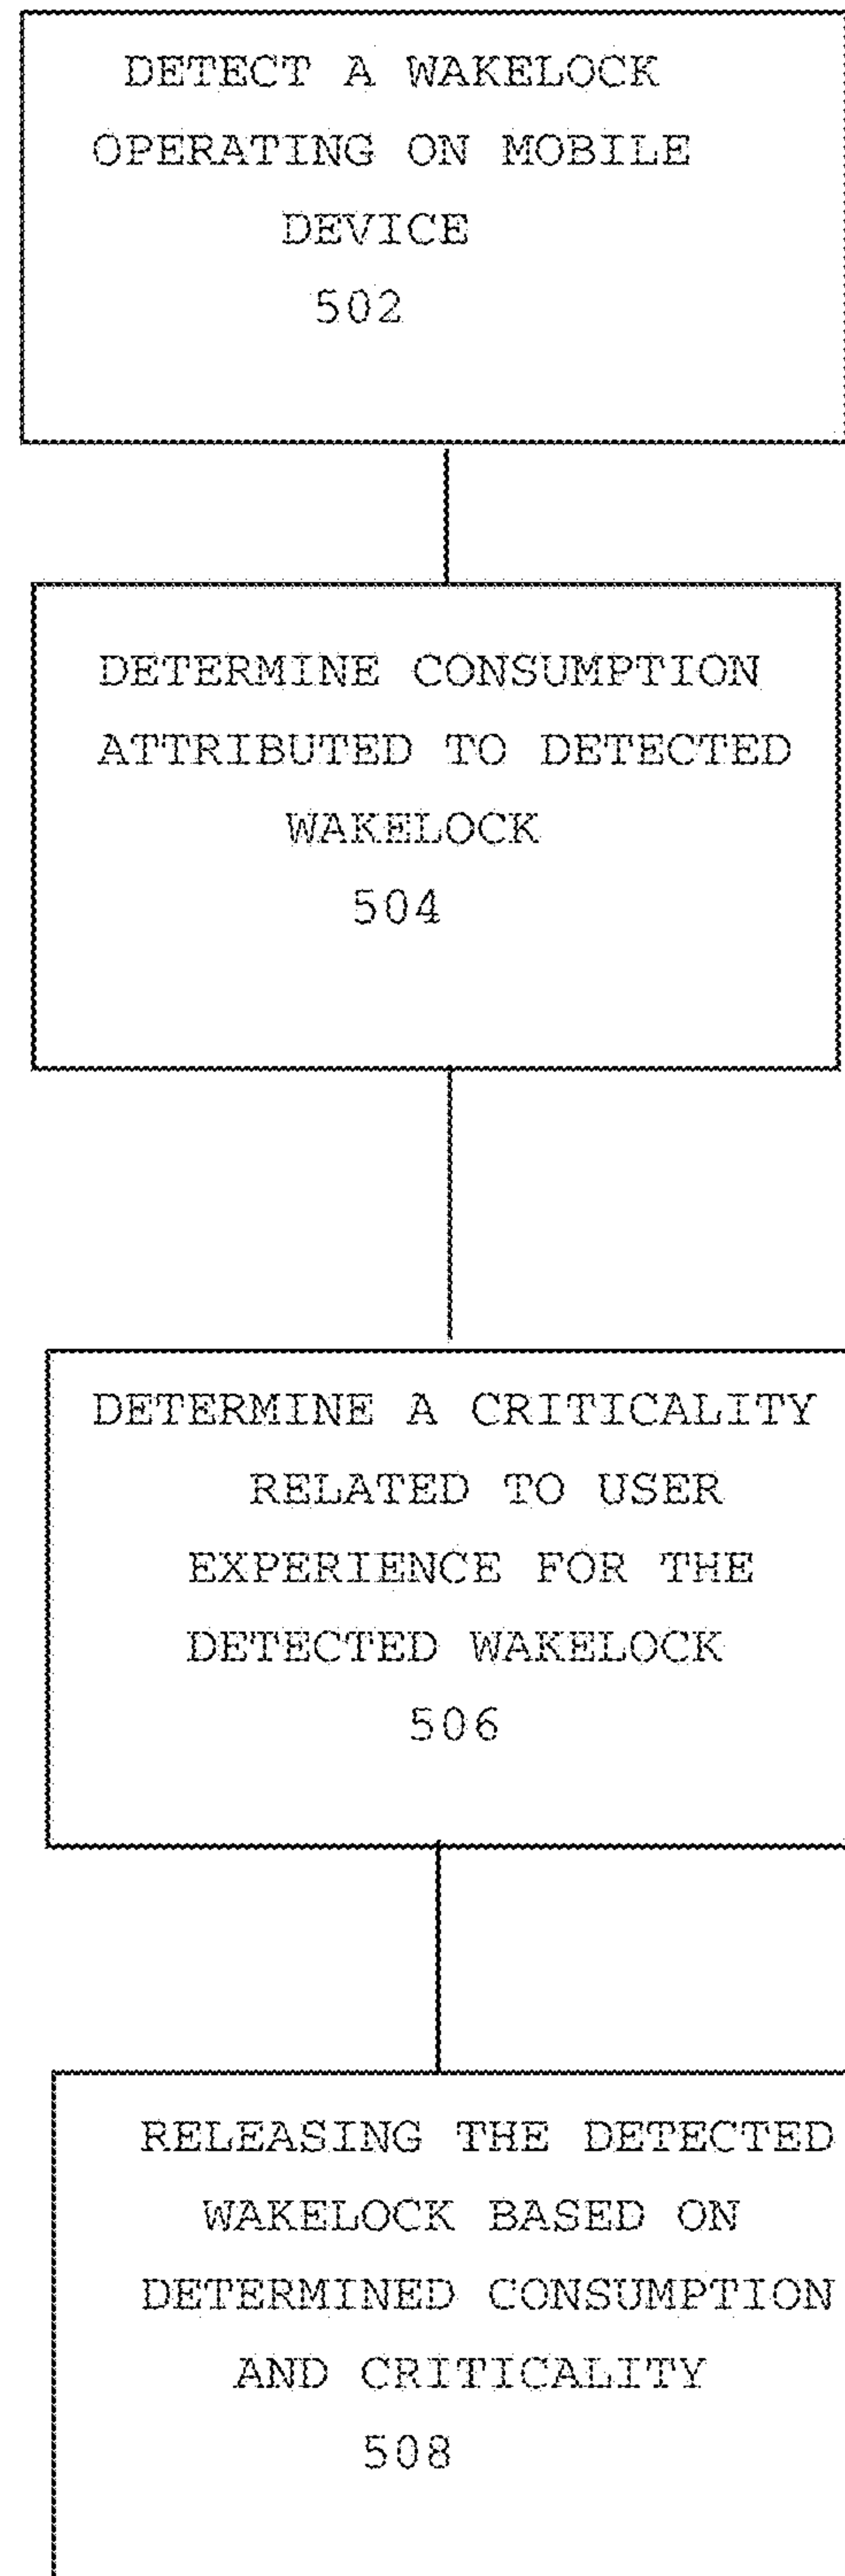 DETECT A WAKELOCK
OPERATING ON MOBILE
DEVICE
502
DETERMINE CONSUMPTION
ATTRIBUTED TO DETECTED
WAKELOCK
504
DETERMINE A CRITICALITY
RELATED TO USER
EXPERIENCE FOR THE
DETECTED WAKELOCK
506
RELEASING THE DETECTED
WAKELOCK BASED ON
DETERMINED CONSUMPTION
AND CRITICALITY
508